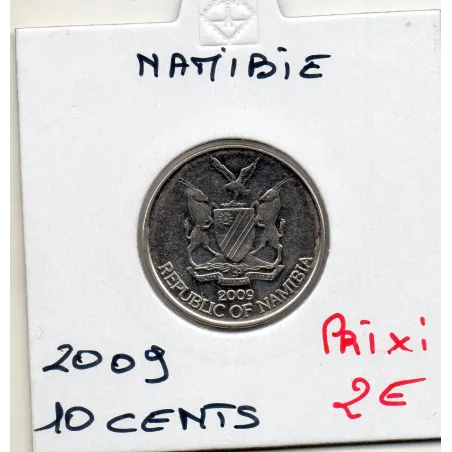 NAMIBIE
2009
REPUBLIC OF NAMIBIA
2009
10 CENTS
PRixi
2E